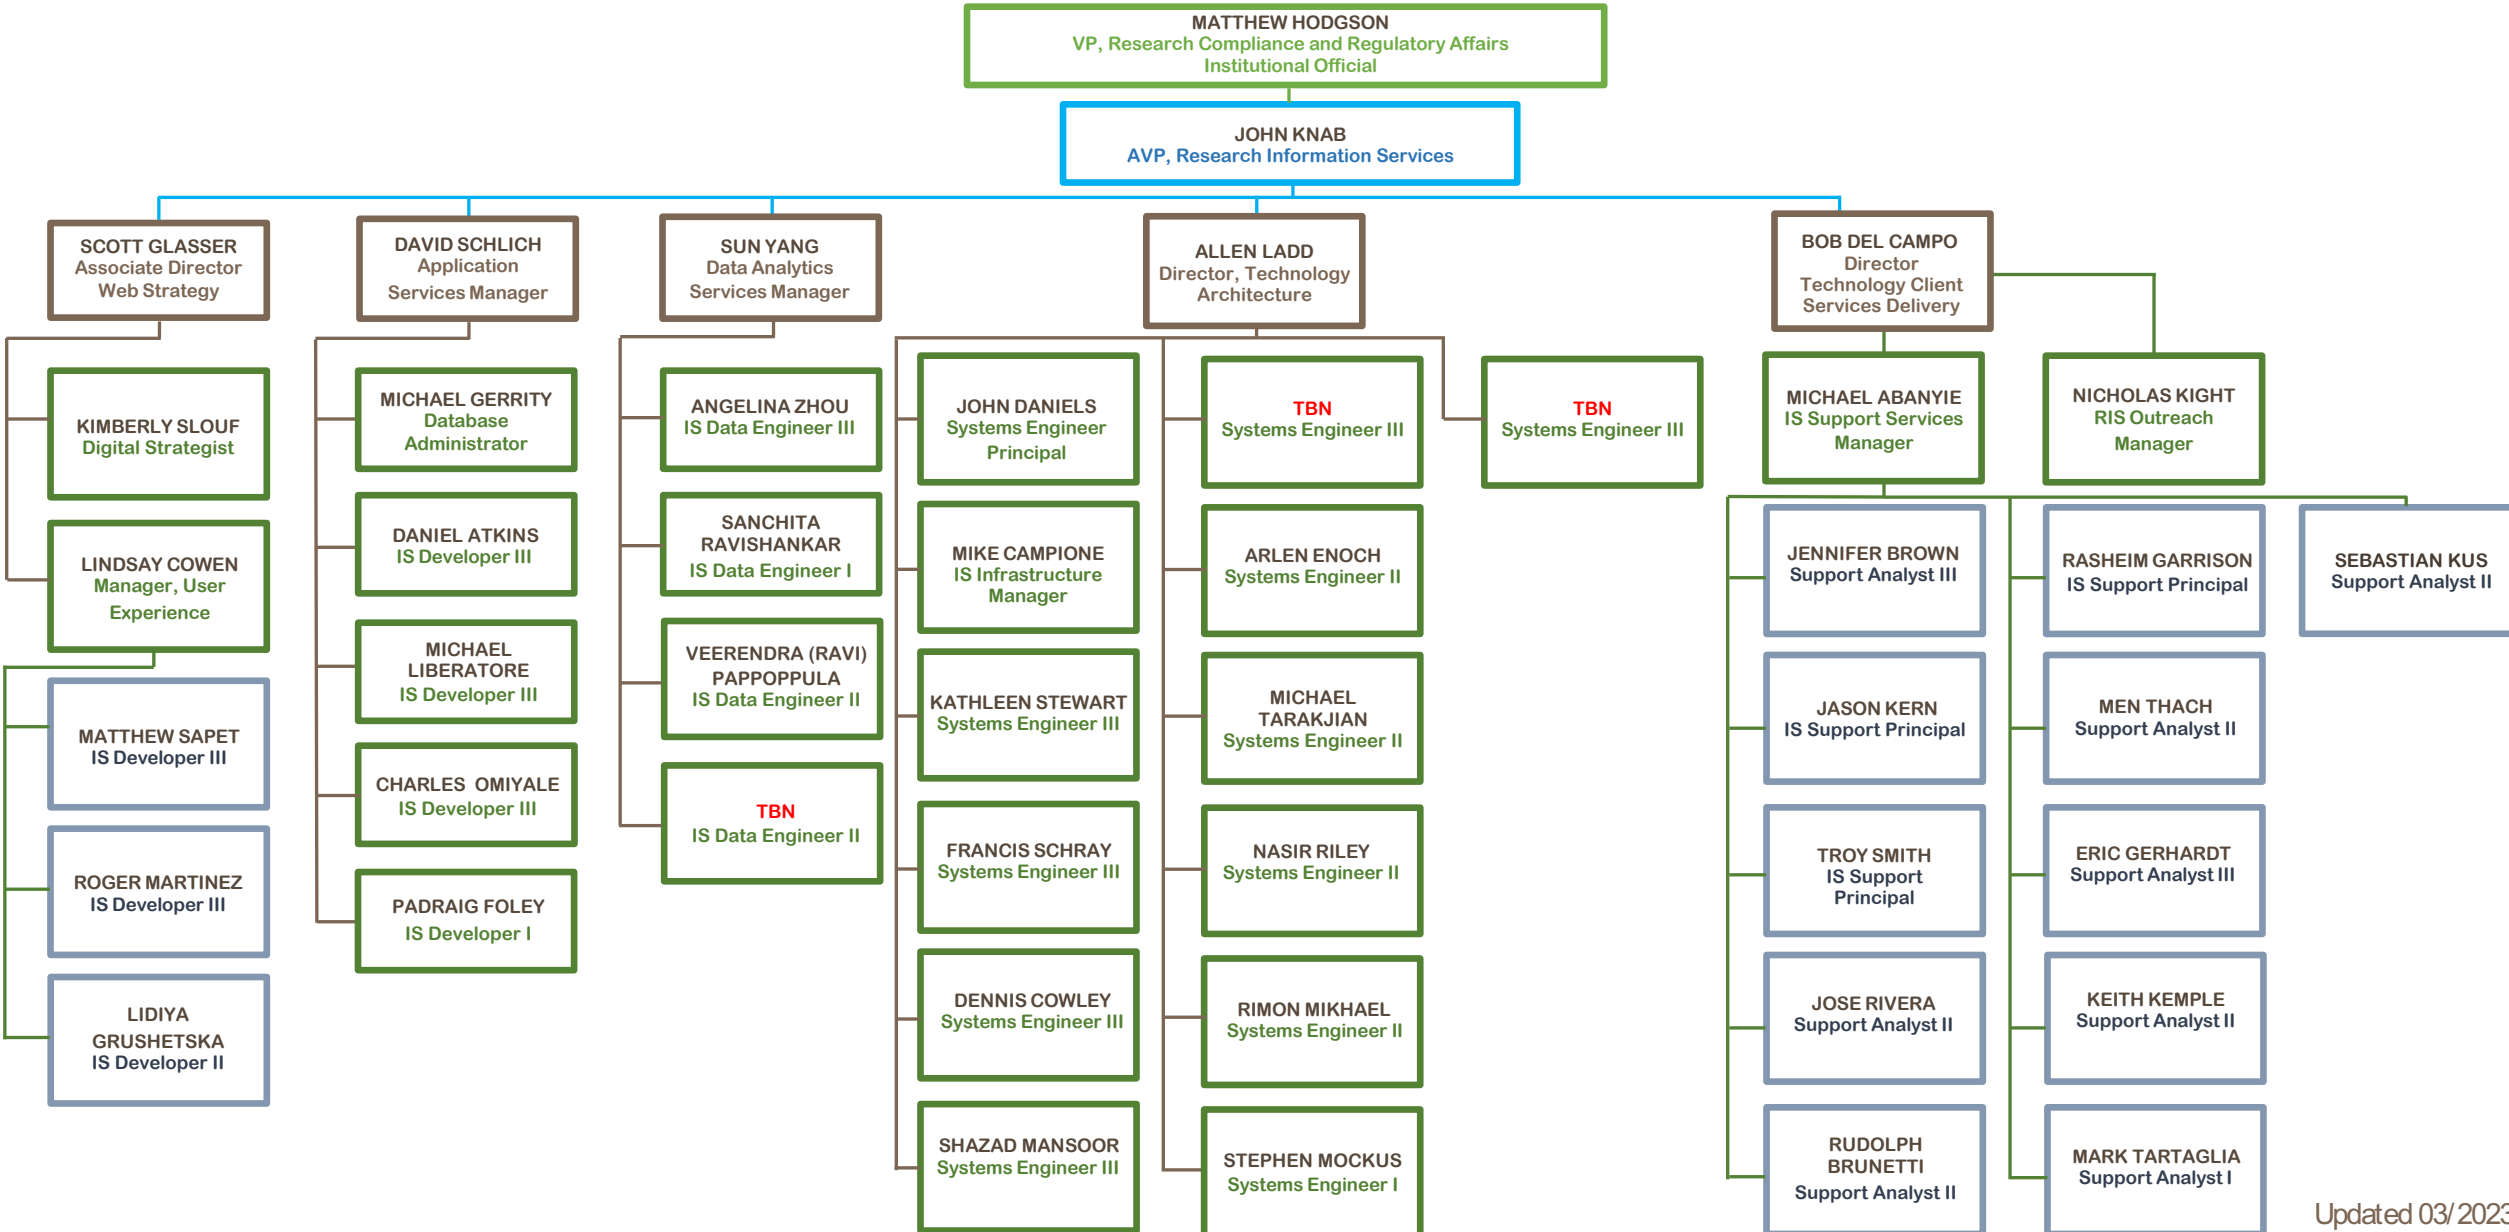 MATTHEW HODGSON
VP, Research Compliance and Regulatory Affairs
Institutional Official
JOHN KNAB
AVP, Research Information Services
SCOTT GLASSER
Associate Director
Web Strategy
DAVID SCHLICH
Application
Services Manager
SUN YANG
Data Analytics
Services Manager
ALLEN LADD
Director, Technology
Architecture
BOB DEL CAMPO
Director
Technology Client
Services Delivery
KIMBERLY SLOUF
Digital Strategist
LINDSAY COWEN
Manager, User
Experience
MATTHEW SAPET
IS Developer III
ROGER MARTINEZ
IS Developer III
LIDIYA
GRUSHETSKA
IS Developer II
MICHAEL GERRITY
Database
Administrator
DANIEL ATKINS
IS Developer III
MICHAEL
LIBERATORE
IS Developer III
CHARLES OMIYALE
IS Developer III
PADRAIG FOLEY
IS Developer I
ANGELINA ZHOU
IS Data Engineer III
SANCHITA
RAVISHANKAR
IS Data Engineer I
VEERENDRA (RAVI)
PAPPOPPULA
IS Data Engineer II
TBN
IS Data Engineer II
JOHN DANIELS
Systems Engineer
Principal
MIKE CAMPIONE
IS Infrastructure
Manager
KATHLEEN STEWART
Systems Engineer III
FRANCIS SCHRAY
Systems Engineer III
DENNIS COWLEY
Systems Engineer III
SHAZAD MANSOOR
Systems Engineer III
TBN
Systems Engineer III
ARLEN ENOCH
Systems Engineer II
MICHAEL
TARAKJIAN
Systems Engineer II
NASIR RILEY
Systems Engineer II
RIMON MIKHAEL
Systems Engineer II
STEPHEN MOCKUS
Systems Engineer I
TBN
Systems Engineer III
MICHAEL ABANYIE
IS Support Services
Manager
NICHOLAS KIGHT
RIS Outreach
Manager
JENNIFER BROWN
Support Analyst III
JASON KERN
IS Support Principal
TROY SMITH
IS Support
Principal
JOSE RIVERA
Support Analyst II
RUDOLPH
BRUNETTI
Support Analyst II
RASHEIM GARRISON
IS Support Principal
MEN THACH
Support Analyst II
ERIC GERHARDT
Support Analyst III
KEITH KEMPLE
Support Analyst II
MARK TARTAGLIA
Support Analyst I
SEBASTIAN KUS
Support Analyst II
Updated 03/2023